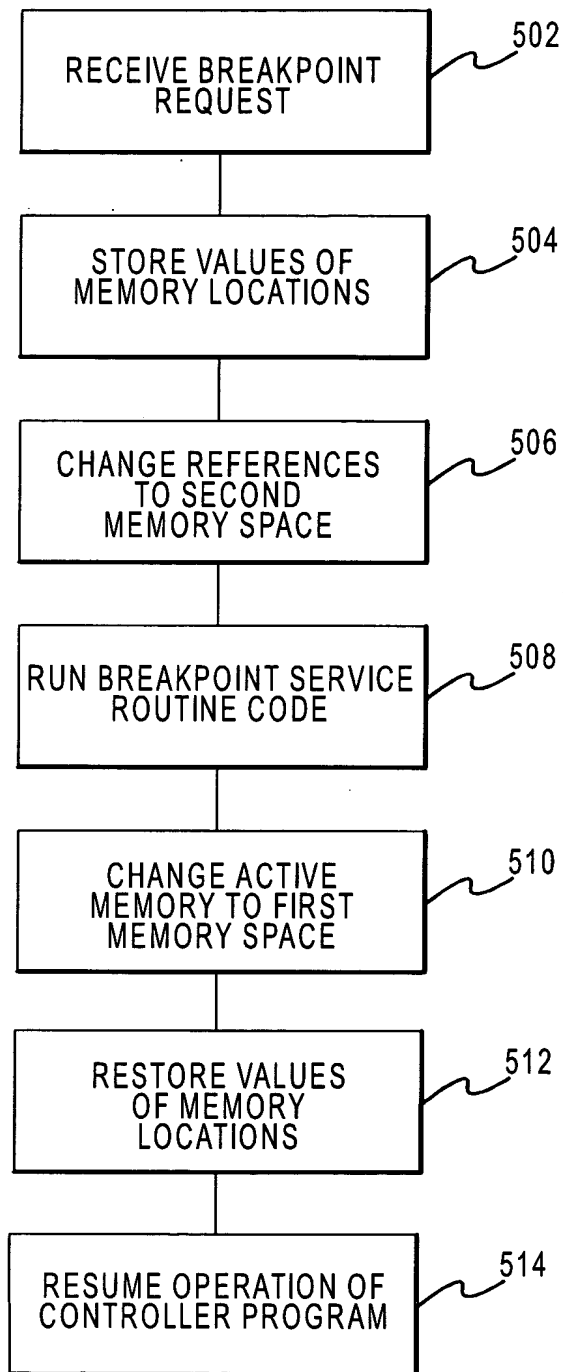 502
RECEIVE BREAKPOINT
REQUEST
504
STORE VALUES OF
MEMORY LOCATIONS
506
CHANGE REFERENCES
TO SECOND
MEMORY SPACE
508
RUN BREAKPOINT SERVICE
ROUTINE CODE
510
CHANGE ACTIVE
MEMORY TO FIRST
MEMORY SPACE
512
RESTORE VALUES
OF MEMORY
LOCATIONS
514
RESUME OPERATION OF
CONTROLLER PROGRAM